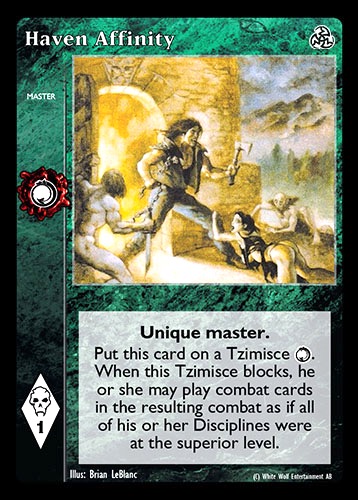 Haven Affinity
MASTER
Unique master.
Put this card on a Tzimisce .
When this Tzimisce blocks, he
or she may play combat cards
in the resulting combat as if all
of his or her Disciplines were
at the superior level.
1
Illus: Brian LeBlanc
(C) White Wolf Entertainment AB